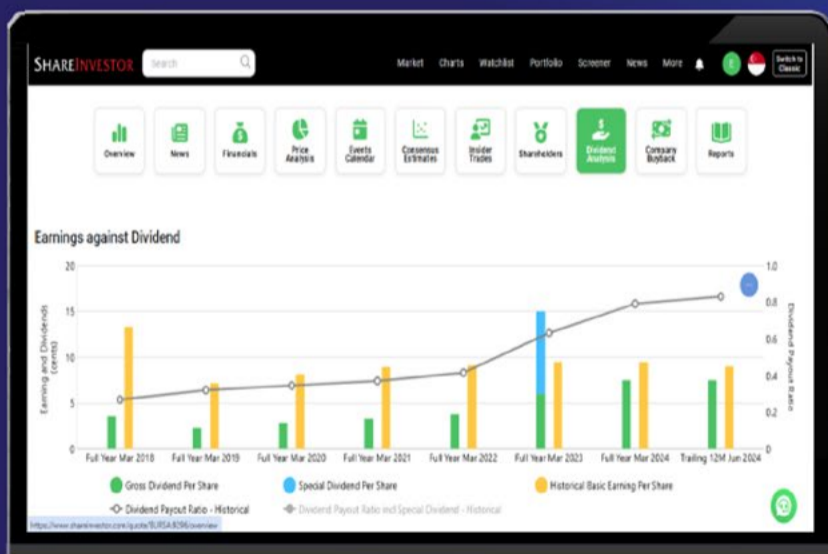 SHAREINVESTOR Search Market Charts Watchlist Portfolio Screener News More E Switch to Classic
Overview News Financials Price Analysis Events Calendar Consensus Estimates Insider Trades Shareholders Dividend Analysis Company Buyback Reports
Earnings against Dividend
Earning and Dividends (cents)
20
15
10
5
0
1.0
0.8
0.6
0.4
0.2
0
Dividend Payout Ratio
Full Year Mar 2018 Full Year Mar 2019 Full Year Mar 2020 Full Year Mar 2021 Full Year Mar 2022 Full Year Mar 2023 Full Year Mar 2024 Trailing 12M Jun 2024
Gross Dividend Per Share Special Dividend Per Share Historical Basic Earning Per Share
Dividend Payout Ratio - Historical Dividend Payout Ratio incl Special Dividend - Historical